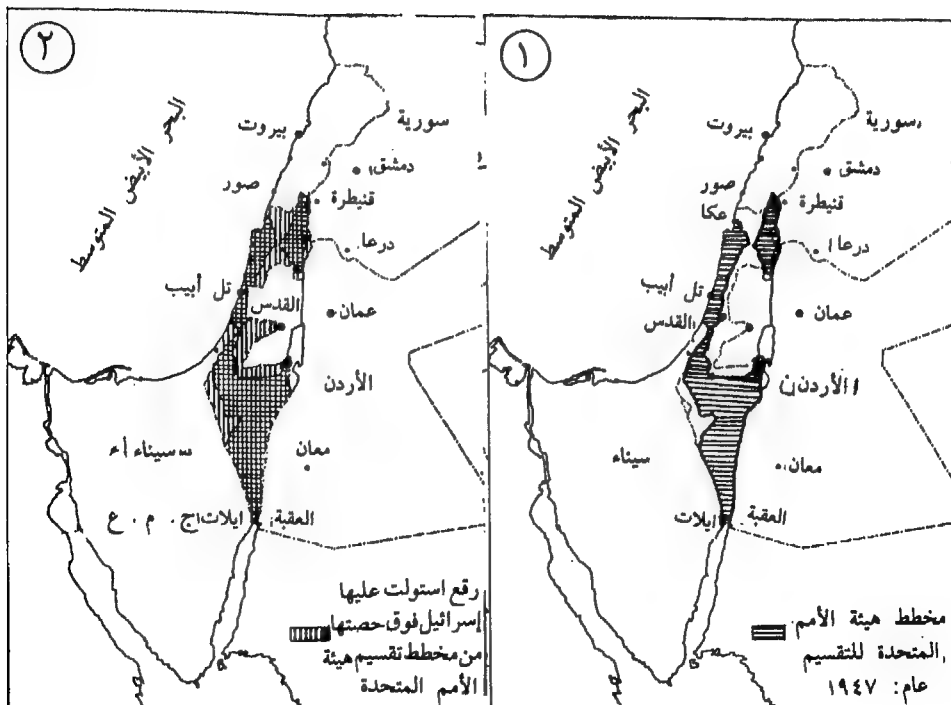 ١
البحر الأبيض المتوسط
سورية
بيروت
دمشق
صور
قنيطرة
عكا
درعا
تل أبيب
عمان
القدس
الأردن
سيناء
معان
العقبة
ايلات
مخطط هيئة الأمم
المتحدة للتقسيم
عام: ١٩٤٧
٢
البحر الأبيض المتوسط
سورية
بيروت
دمشق
صور
قنيطرة
درعا
تل أبيب
القدس
عمان
الأردن
سيناء
معان
العقبة
ايلات
ج. م. ع
رقع استولت عليها
إسرائيل فوق حصتها
من مخطط تقسيم هيئة
الأمم المتحدة